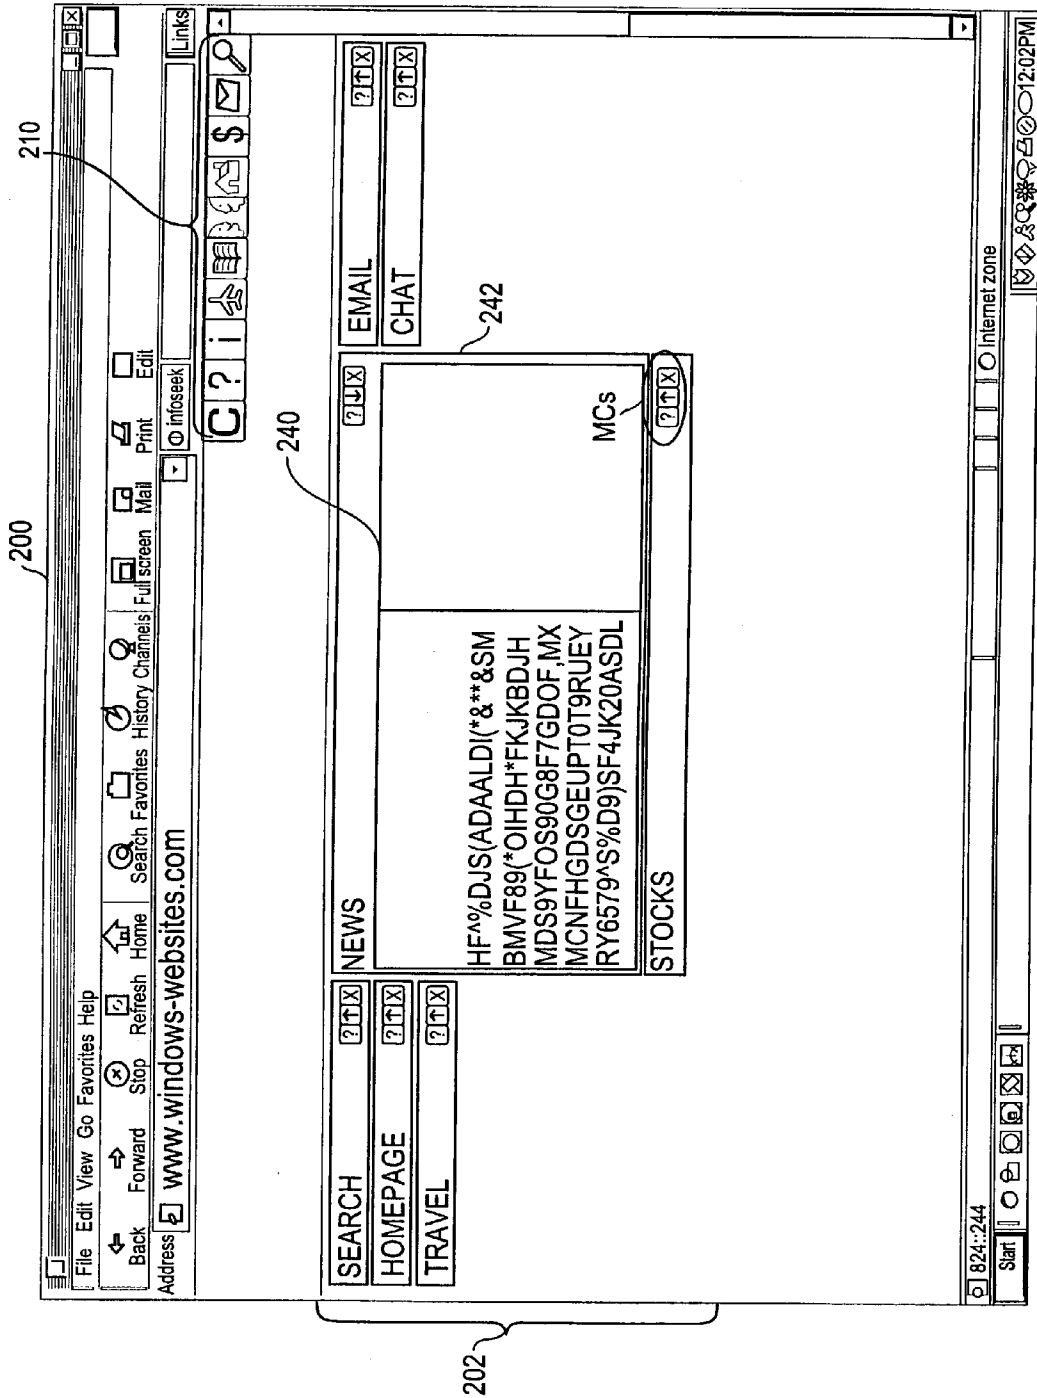 200
File Edit View Go Favorites Help
Back Forward Stop Refresh Home Search Favorites History Channels Full screen Mail Print Edit
Address www.windows-websites.com infoseek Links
210
C ? i $
202
SEARCH ? ↑ X
HOMEPAGE ? ↑ X
TRAVEL ? ↑ X
NEWS ? ↓ X
240
HF^%DJS(ADAALDI(*&**&SM
BMVF89(*OIHDH*FKJKBDJH
MDS9YFOS90G8F7GDOF,MX
MCNFHGDSGEUPT0T9RUEY
RY6579^S%D9)SF4JK20ASDL
242
MCs
STOCKS ? ↑ X
EMAIL ? ↑ X
CHAT ? ↑ X
824::244 Internet zone
Start 12:02PM